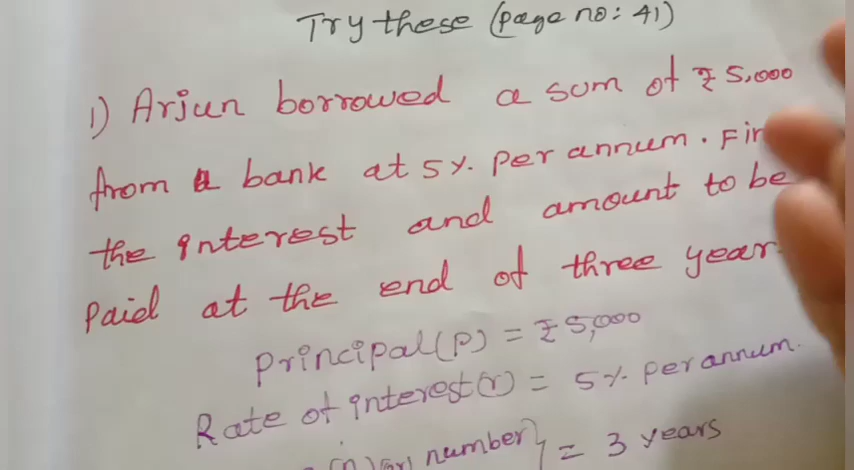 Try these (page no: 41)
1) Arjun borrowed a sum of ₹5,000
from a bank at 5%. per annum.
the interest and amount to be
paid at the end of three year
Principal(P) = ₹5,000
Rate of interest(r) = 5%. per annum.
(n) number} = 3 years